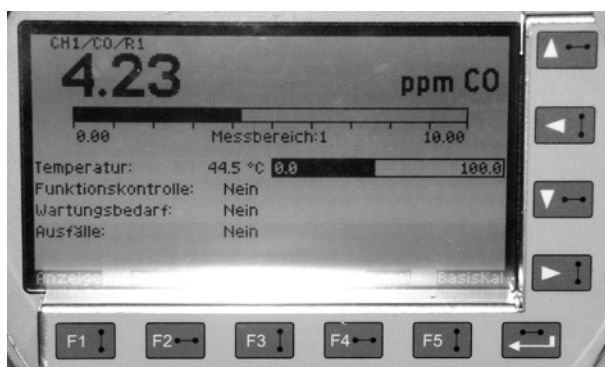 CH1/CO/R1
4.23 ppm CO
0.00 Messbereich:1 10.00
Temperatur: 44.5 °C 0.0 100.0
Funktionskontrolle: Nein
Wartungsbedarf: Nein
Ausfälle: Nein
Anzeige BasisKal
F1 F2 F3 F4 F5